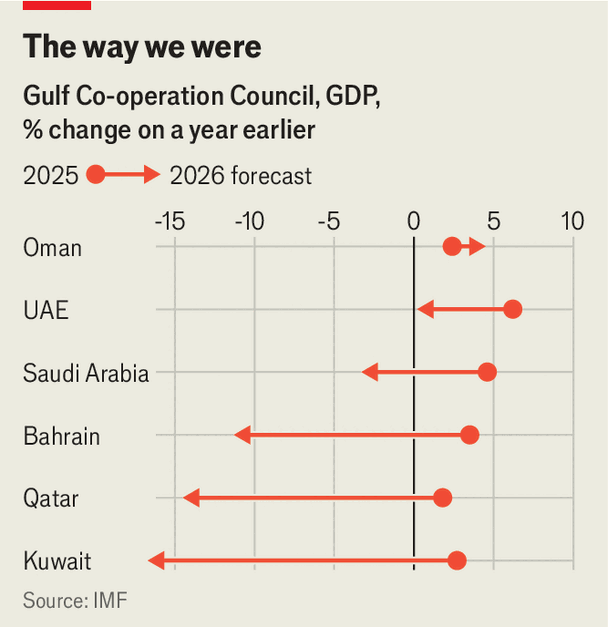 The way we were
Gulf Co-operation Council, GDP,
% change on a year earlier
2025 2026 forecast
-15 -10 -5 0 5 10
Oman
UAE
Saudi Arabia
Bahrain
Qatar
Kuwait
Source: IMF